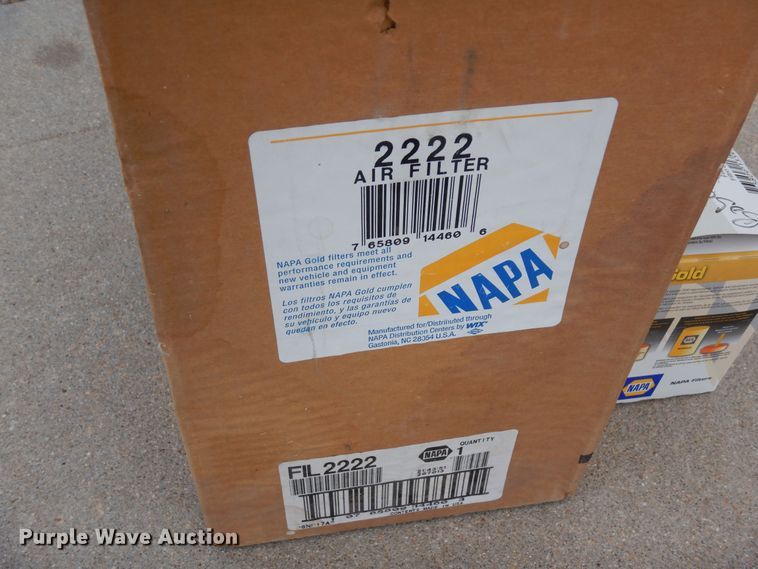 2222
AIR FILTER
7 65809 14460 6
NAPA Gold filters meet all
performance requirements and
new vehicle and equipment
warranties remain in effect.
Los filtros NAPA Gold cumplen
con todos los requisitos de
rendimiento, y las garantías de
su vehículo y equipo nuevo
quedan en efecto.
NAPA
Manufactured for/Distributed through
NAPA Distribution Centers by WIX
Gastonia, NC 28054 U.S.A.
Gold
NAPA
NAPA Filters
FIL 2222
NAPA
QUANTITY
1
Purple Wave Auction